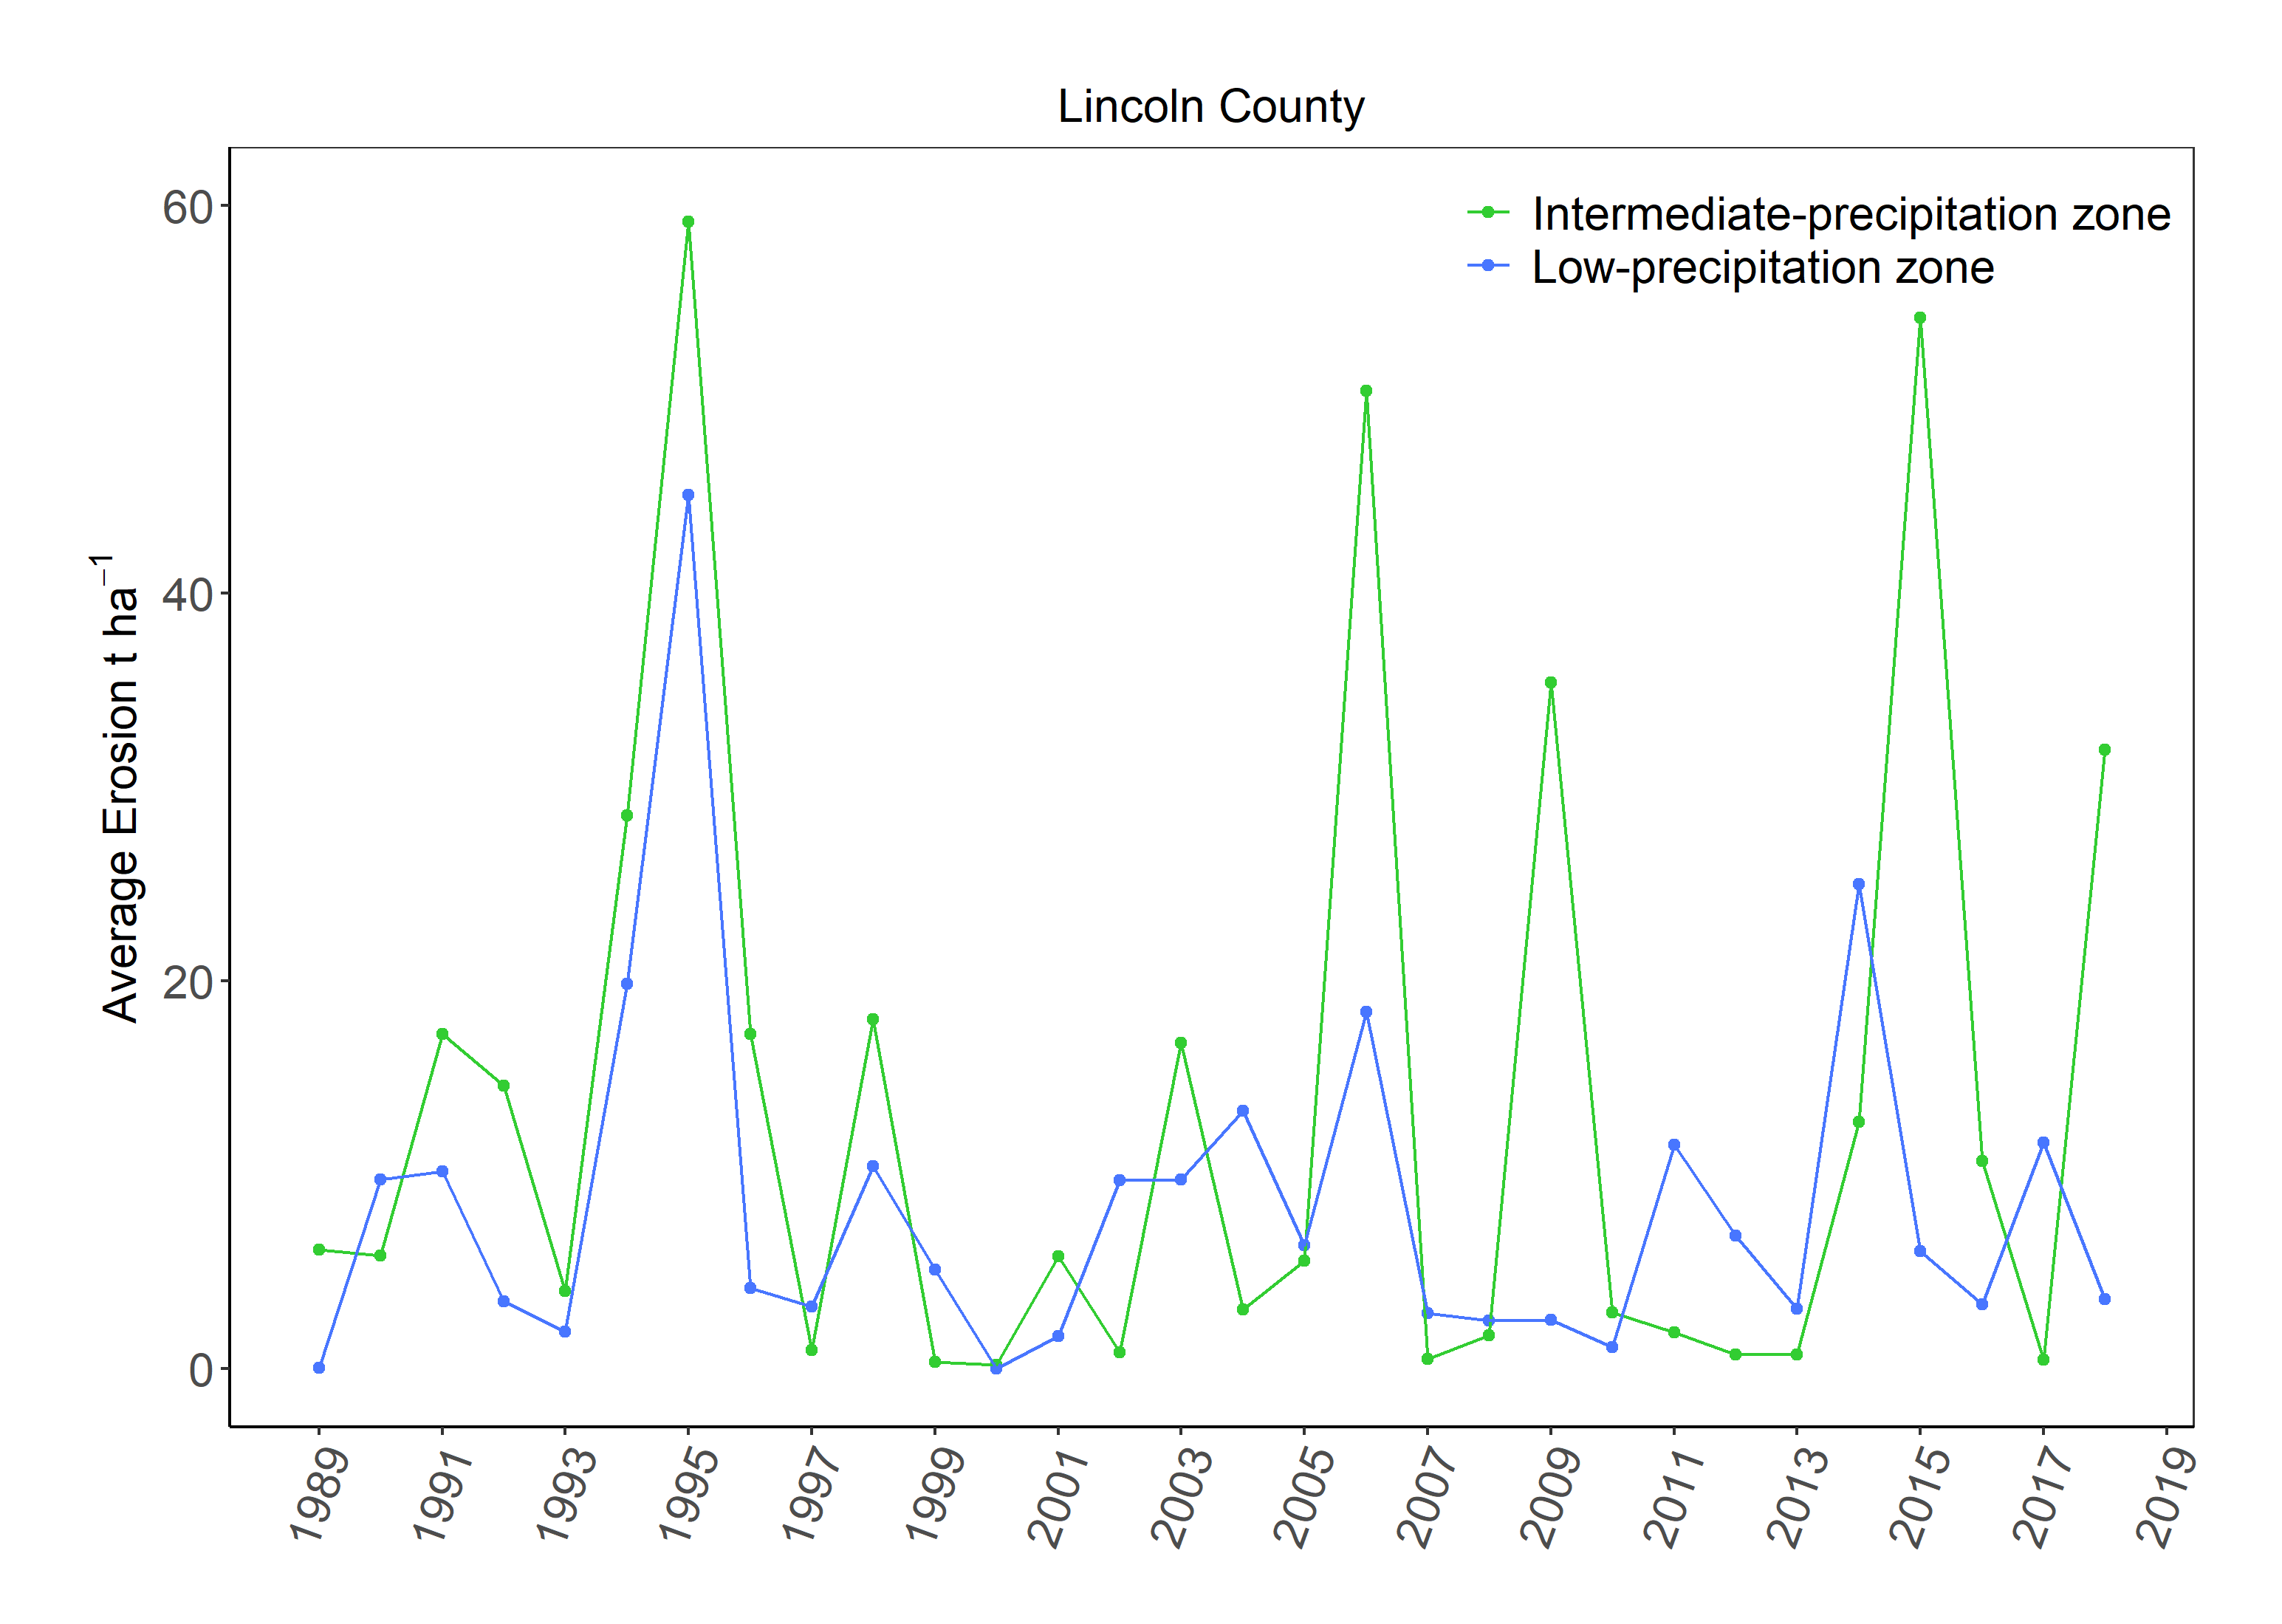 Lincoln County
Intermediate-precipitation zone
Low-precipitation zone
Average Erosion t ha⁻¹
60
40
20
0
1989 1991 1993 1995 1997 1999 2001 2003 2005 2007 2009 2011 2013 2015 2017 2019